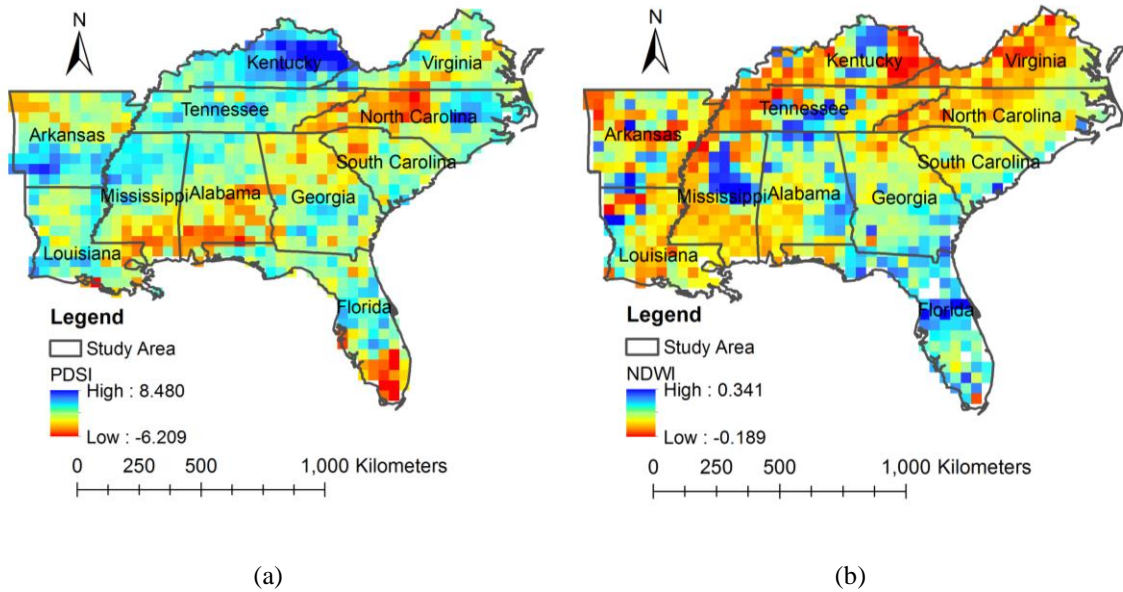 N
Kentucky
Virginia
Tennessee
North Carolina
Arkansas
South Carolina
Mississippi
Alabama
Georgia
Louisiana
Florida
Legend
Study Area
PDSI
High : 8.480
Low : -6.209
0 250 500 1,000 Kilometers
(a)
N
Kentucky
Virginia
Tennessee
North Carolina
Arkansas
South Carolina
Mississippi
Alabama
Georgia
Louisiana
Florida
Legend
Study Area
NDWI
High : 0.341
Low : -0.189
0 250 500 1,000 Kilometers
(b)